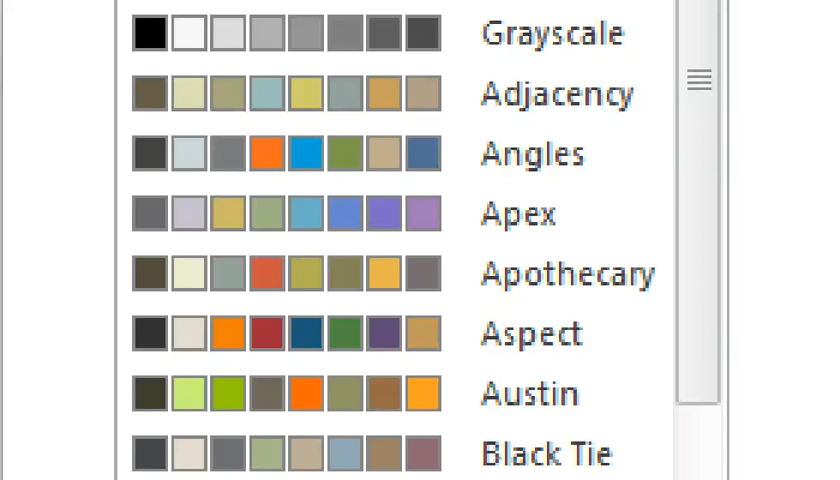 Grayscale
Adjacency
Angles
Apex
Apothecary
Aspect
Austin
Black Tie